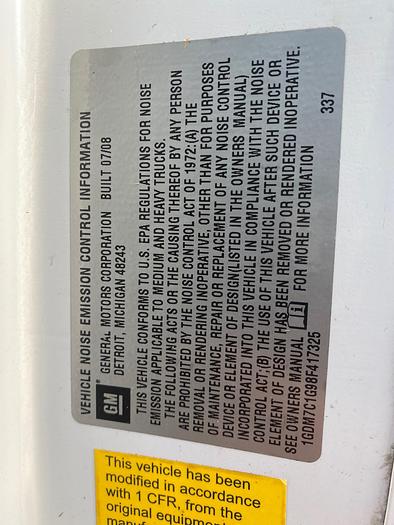 VEHICLE NOISE EMISSION CONTROL INFORMATION
GM
GENERAL MOTORS CORPORATION BUILT 07/08
DETROIT, MICHIGAN 48243
THIS VEHICLE CONFORMS TO U.S. EPA REGULATIONS FOR NOISE
EMISSION APPLICABLE TO MEDIUM AND HEAVY TRUCKS.
THE FOLLOWING ACTS OR THE CAUSING THEREOF BY ANY PERSON
ARE PROHIBITED BY THE NOISE CONTROL ACT OF 1972:(A) THE
REMOVAL OR RENDERING INOPERATIVE, OTHER THAN FOR PURPOSES
OF MAINTENANCE, REPAIR OR REPLACEMENT OF ANY NOISE CONTROL
DEVICE OR ELEMENT OF DESIGN(LISTED IN THE OWNERS MANUAL)
INCORPORATED INTO THIS VEHICLE IN COMPLIANCE WITH THE NOISE
CONTROL ACT:(B) THE USE OF THIS VEHICLE AFTER SUCH DEVICE OR
ELEMENT OF DESIGN HAS BEEN REMOVED OR RENDERED INOPERATIVE.
SEE OWNERS MANUAL FOR MORE INFORMATION
1GDM7C1G98F417325 337
This vehicle has been
modified in accordance
with 1 CFR, from the
original equipm